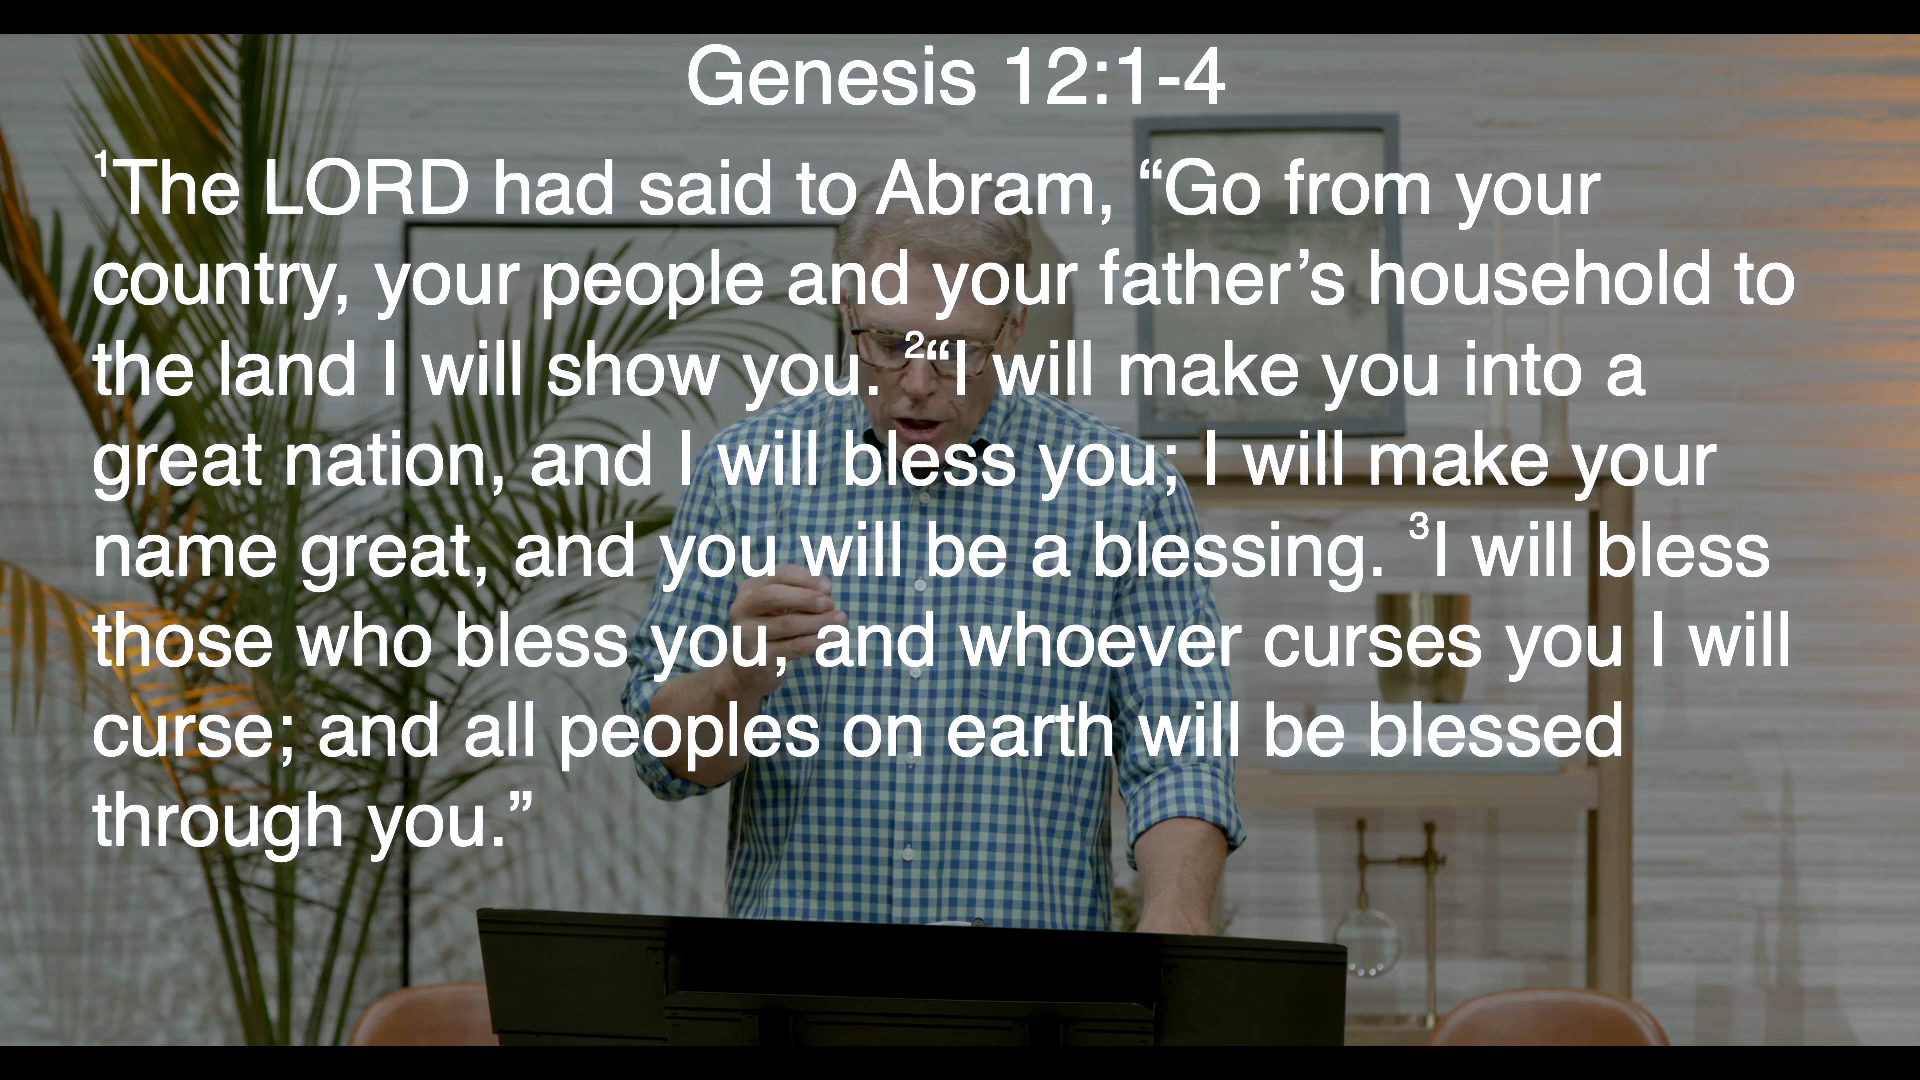 Genesis 12:1-4
¹The LORD had said to Abram, “Go from your
country, your people and your father’s household to
the land I will show you. ²“I will make you into a
great nation, and I will bless you; I will make your
name great, and you will be a blessing. ³I will bless
those who bless you, and whoever curses you I will
curse; and all peoples on earth will be blessed
through you.”